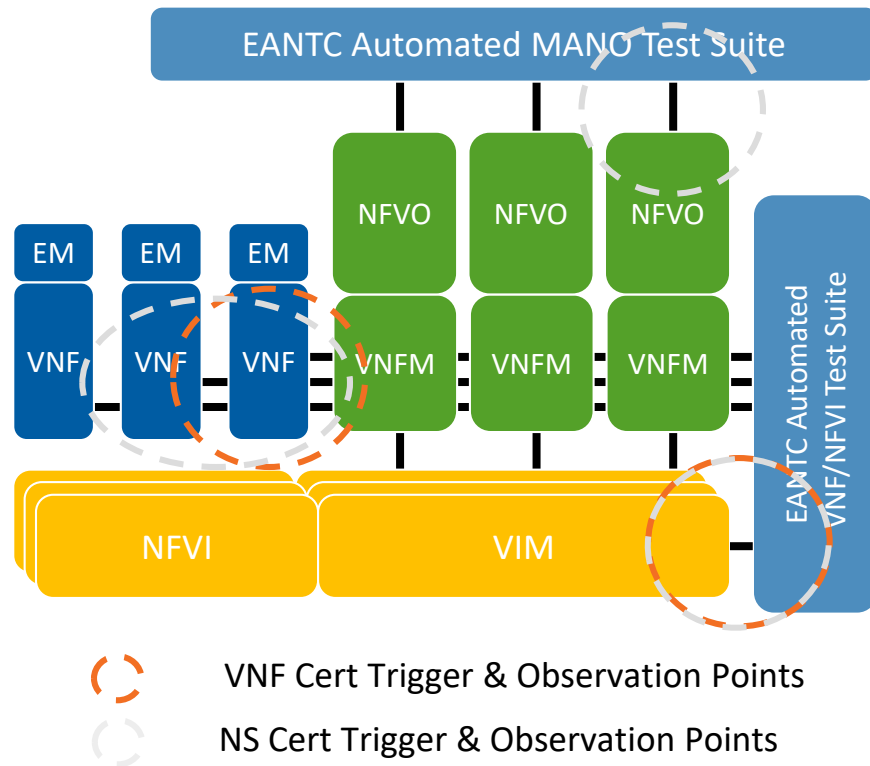 EANTC Automated MANO Test Suite
NFVO NFVO NFVO
EM EM EM
VNF VNF VNF VNFM VNFM VNFM
EANTC Automated
VNF/NFVI Test Suite
NFVI VIM
VNF Cert Trigger & Observation Points
NS Cert Trigger & Observation Points